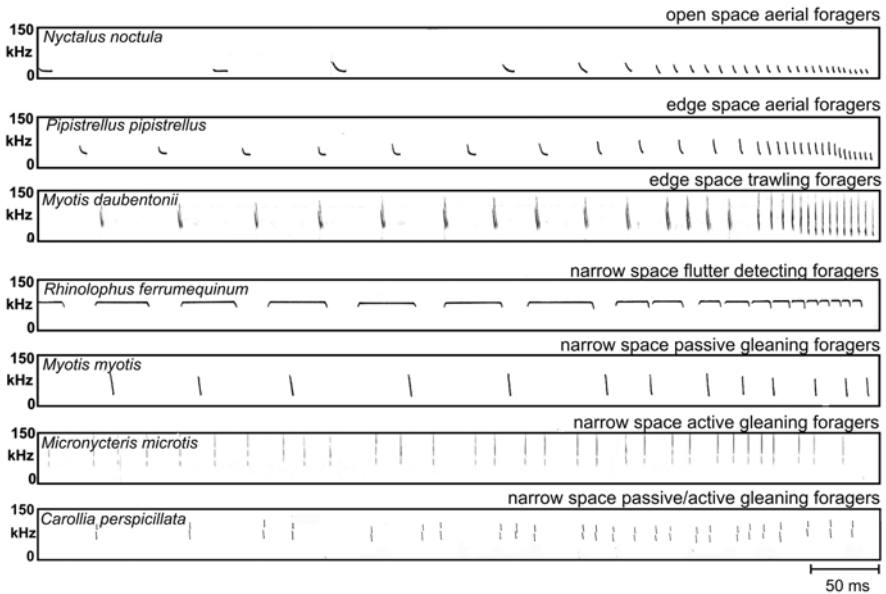 open space aerial foragers
150
Nyctalus noctula
kHz
0
edge space aerial foragers
150
Pipistrellus pipistrellus
kHz
0
edge space trawling foragers
150
Myotis daubentonii
kHz
0
narrow space flutter detecting foragers
150
Rhinolophus ferrumequinum
kHz
0
narrow space passive gleaning foragers
150
Myotis myotis
kHz
0
narrow space active gleaning foragers
150
Micronycteris microtis
kHz
0
narrow space passive/active gleaning foragers
150
Carollia perspicillata
kHz
0
50 ms